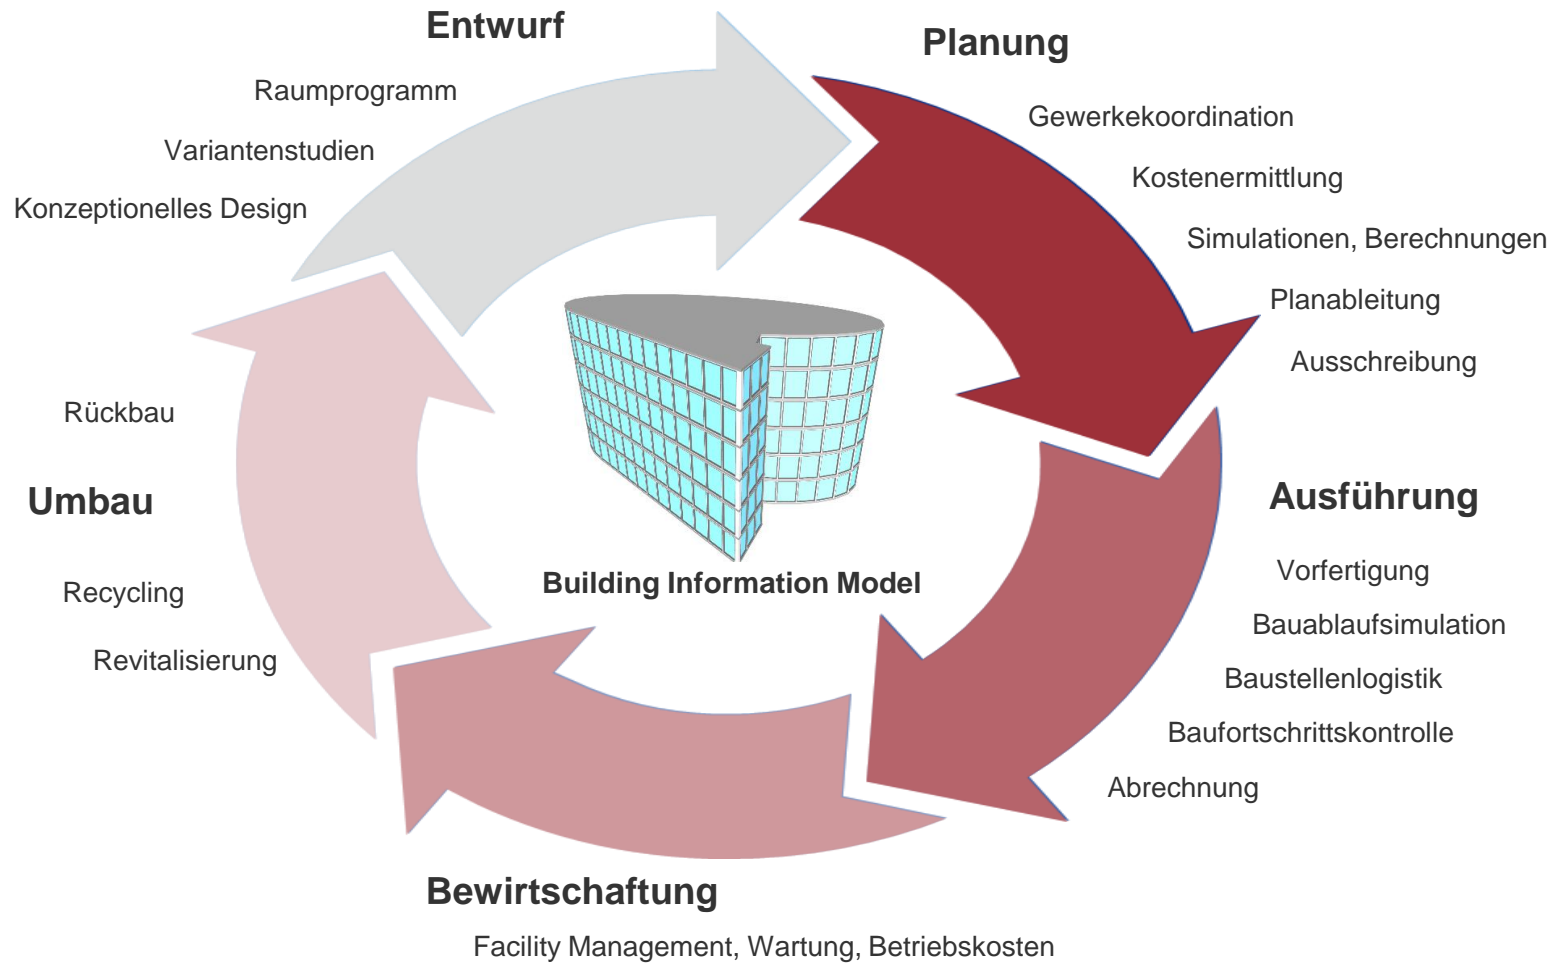 Entwurf
Raumprogramm
Variantenstudien
Konzeptionelles Design
Planung
Gewerkekoordination
Kostenermittlung
Simulationen, Berechnungen
Planableitung
Ausschreibung
Ausführung
Vorfertigung
Bauablaufsimulation
Baustellenlogistik
Baufortschrittskontrolle
Abrechnung
Bewirtschaftung
Facility Management, Wartung, Betriebskosten
Rückbau
Umbau
Recycling
Revitalisierung
Building Information Model